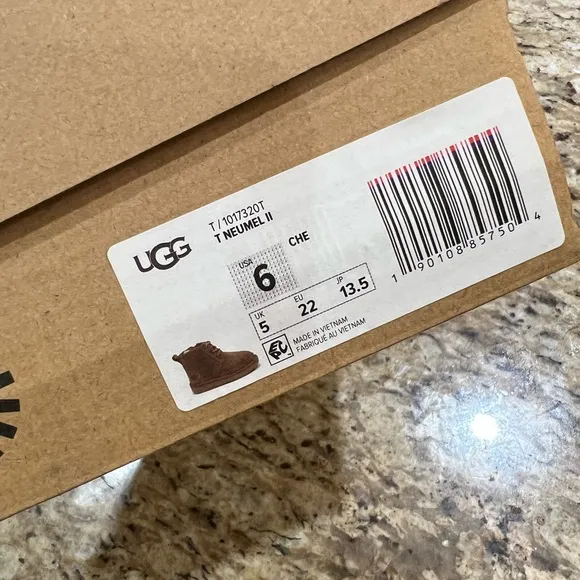 UGG
T / 1017320T
T NEUMEL II
USA
6
CHE
UK
5
EU
22
JP
13.5
MADE IN VIETNAM
FABRIQUÉ AU VIETNAM
1 90108 85750 4